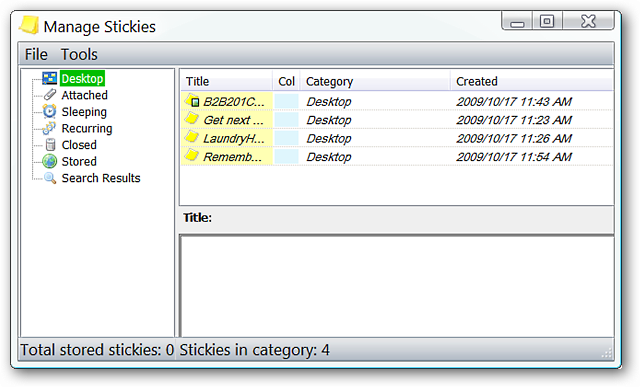 Manage Stickies
File Tools
Desktop
Attached
Sleeping
Recurring
Closed
Stored
Search Results
Title Col Category Created
B2B201C... Desktop 2009/10/17 11:43 AM
Get next ... Desktop 2009/10/17 11:23 AM
LaundryH... Desktop 2009/10/17 11:26 AM
Rememb... Desktop 2009/10/17 11:54 AM
Title:
Total stored stickies: 0 Stickies in category: 4